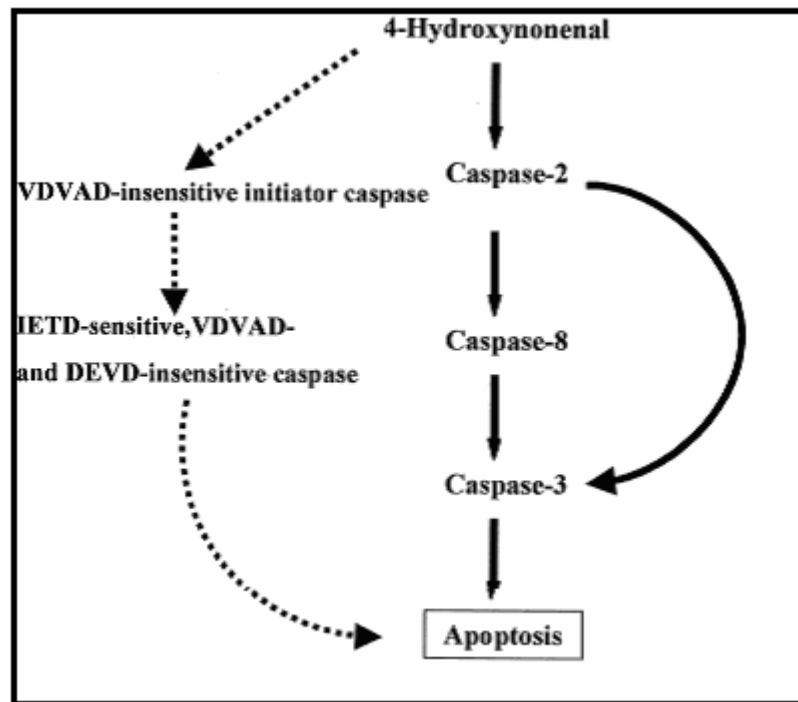 4-Hydroxynonenal
Caspase-2
VDVAD-insensitive initiator caspase
IETD-sensitive,VDVAD-
and DEVD-insensitive caspase
Caspase-8
Caspase-3
Apoptosis